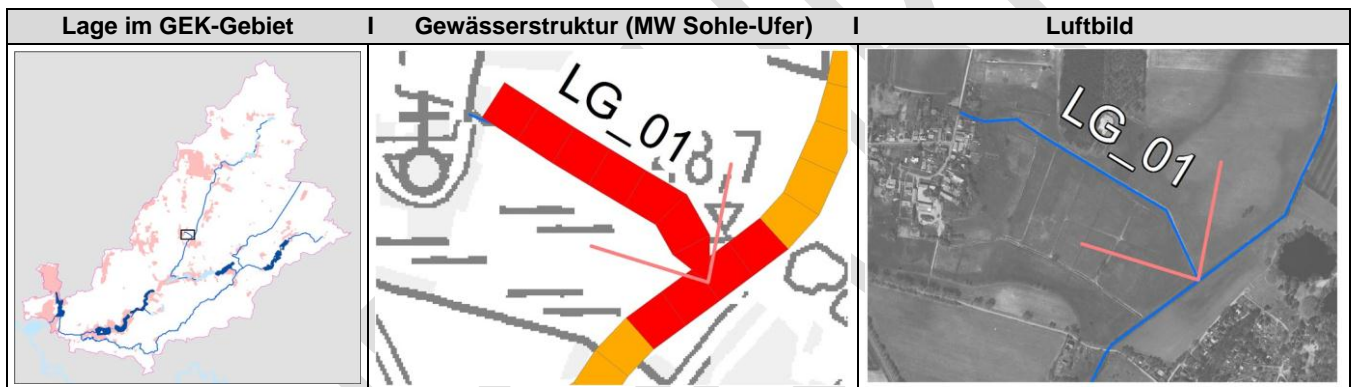 Lage im GEK-Gebiet I Gewässerstruktur (MW Sohle-Ufer) I Luftbild
LG_01
LG_01